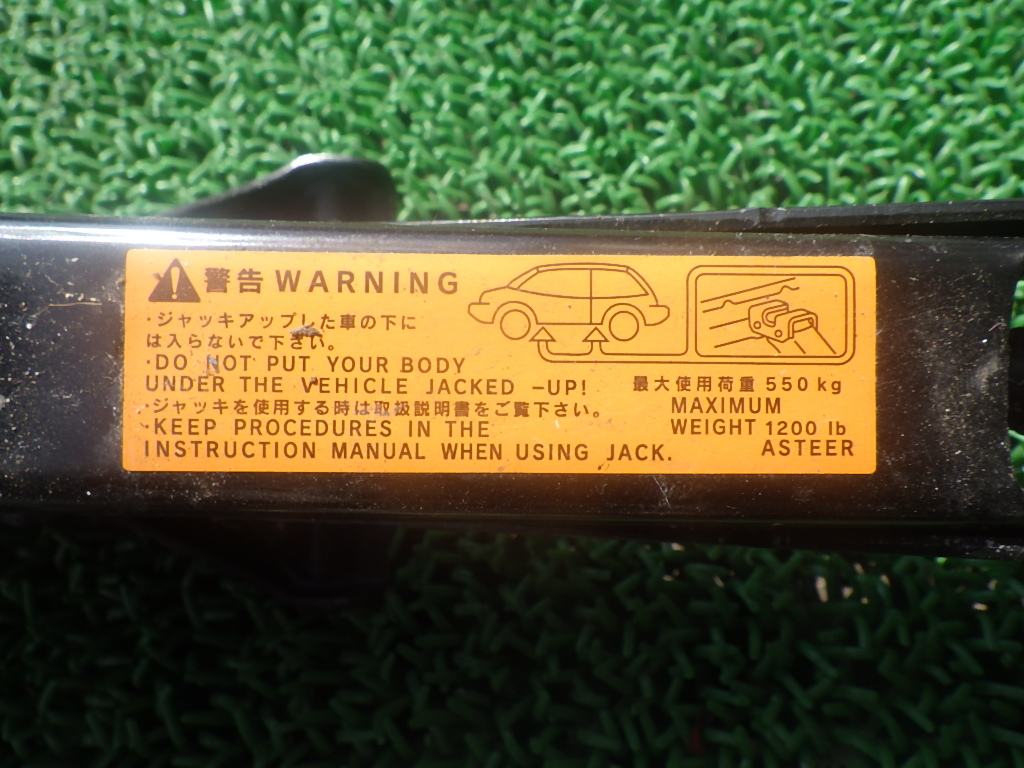 警告 WARNING
・ジャッキアップした車の下に
は入らないで下さい。
・DO NOT PUT YOUR BODY
UNDER THE VEHICLE JACKED -UP!
・ジャッキを使用する時は取扱説明書をご覧下さい。
・KEEP PROCEDURES IN THE
INSTRUCTION MANUAL WHEN USING JACK.
最大使用荷重 550 kg
MAXIMUM
WEIGHT 1200 lb
ASTEER